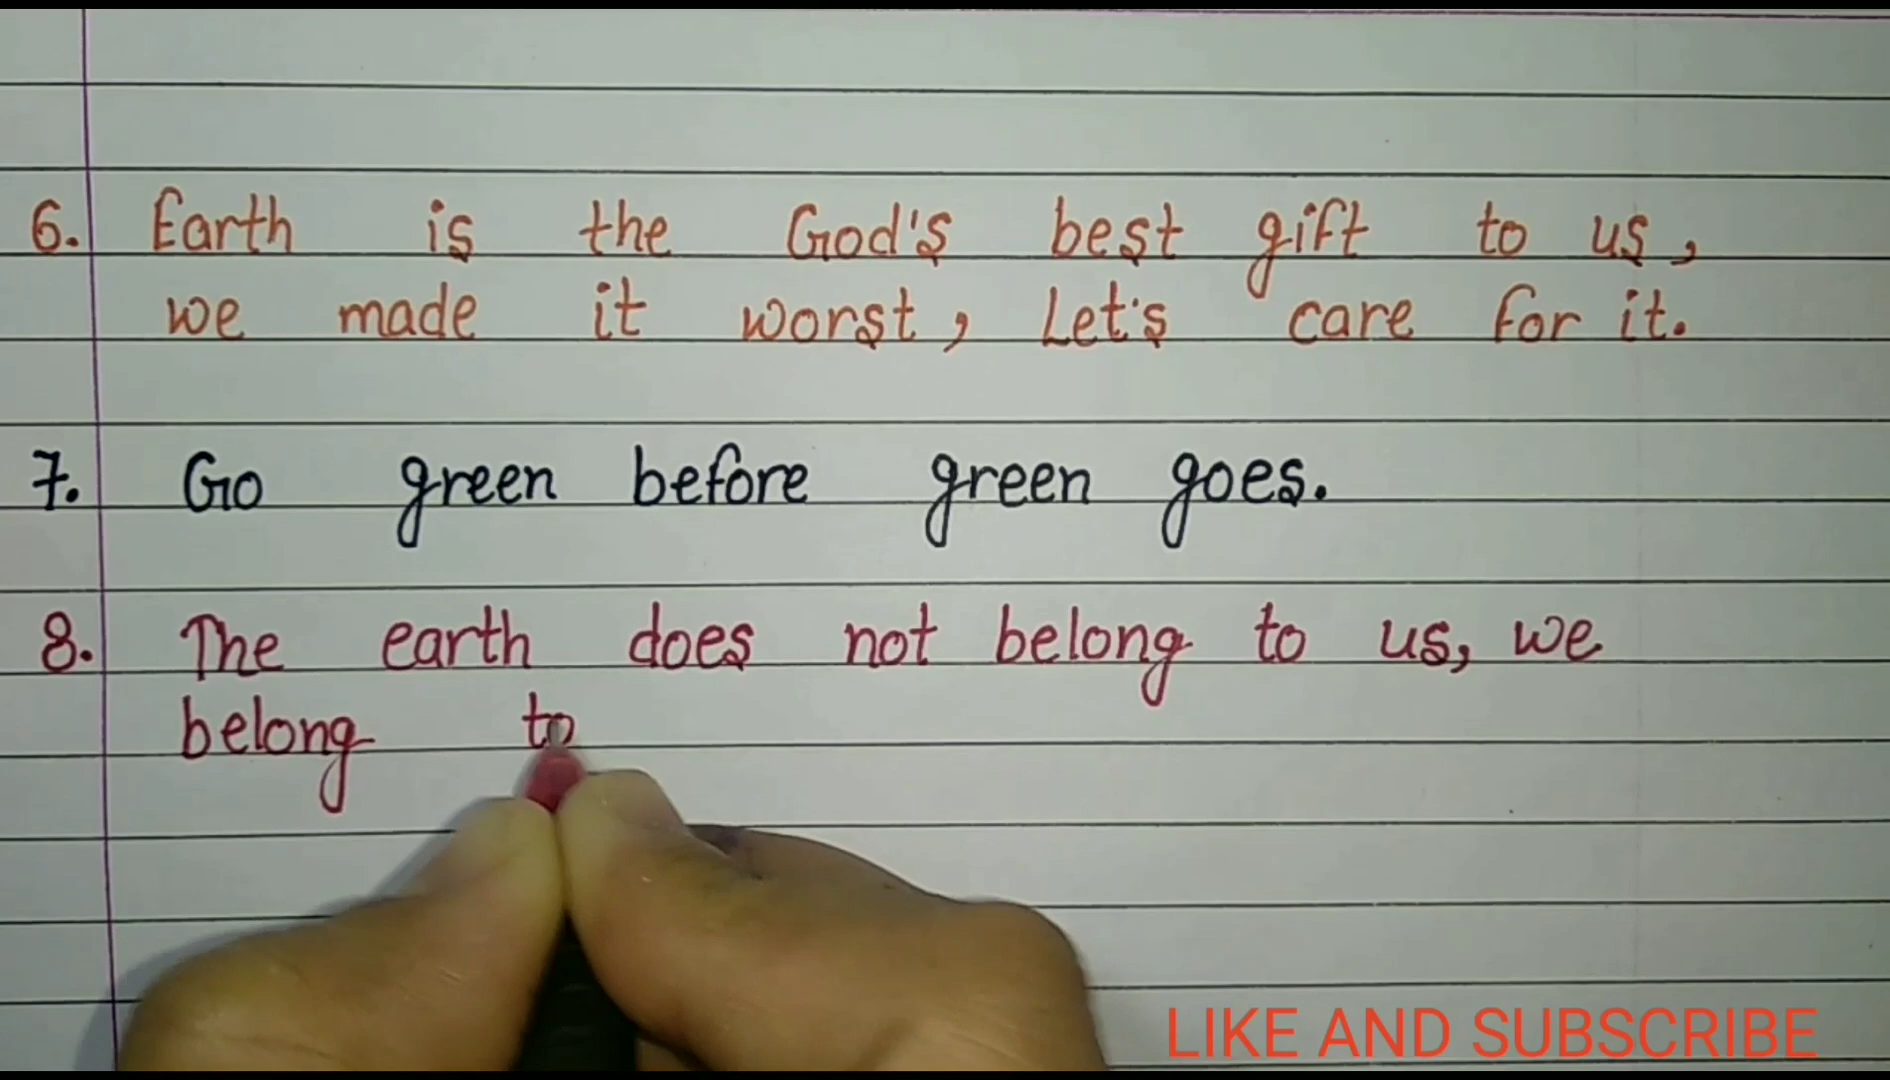 6. Earth is the God's best gift to us,
we made it worst, Let's care for it.
7. Go green before green goes.
8. The earth does not belong to us, we
belong to
LIKE AND SUBSCRIBE